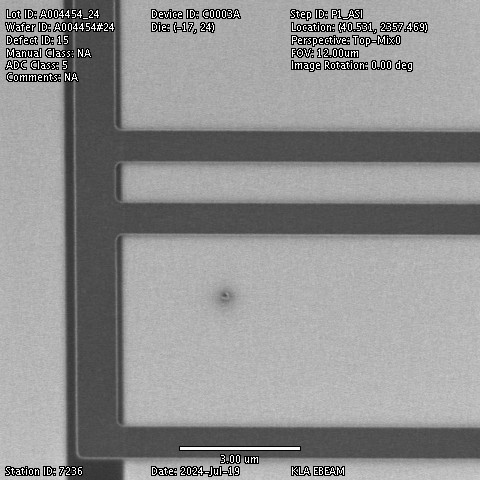 Lot ID: A004454_24
Wafer ID: A004454#24
Defect ID: 15
Manual Class: NA
ADC Class: 5
Comments: NA
Device ID: C0003A
Die: (-17, 24)
Step ID: P1_ASI
Location: (40.531, 2357.469)
Perspective: Top-Mix0
FOV: 12.00um
Image Rotation: 0.00 deg
3.00 um
Station ID: 7236
Date: 2024-Jul-19
KLA EBEAM